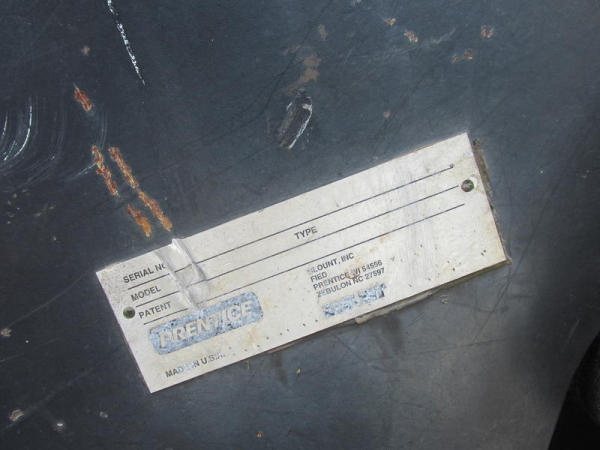 SERIAL NO
MODEL TYPE
PATENT
BLOUNT, INC
PRENTICE WI 54556
ZEBULON NC 27597
PRENTICE
MADE IN U.S.A.